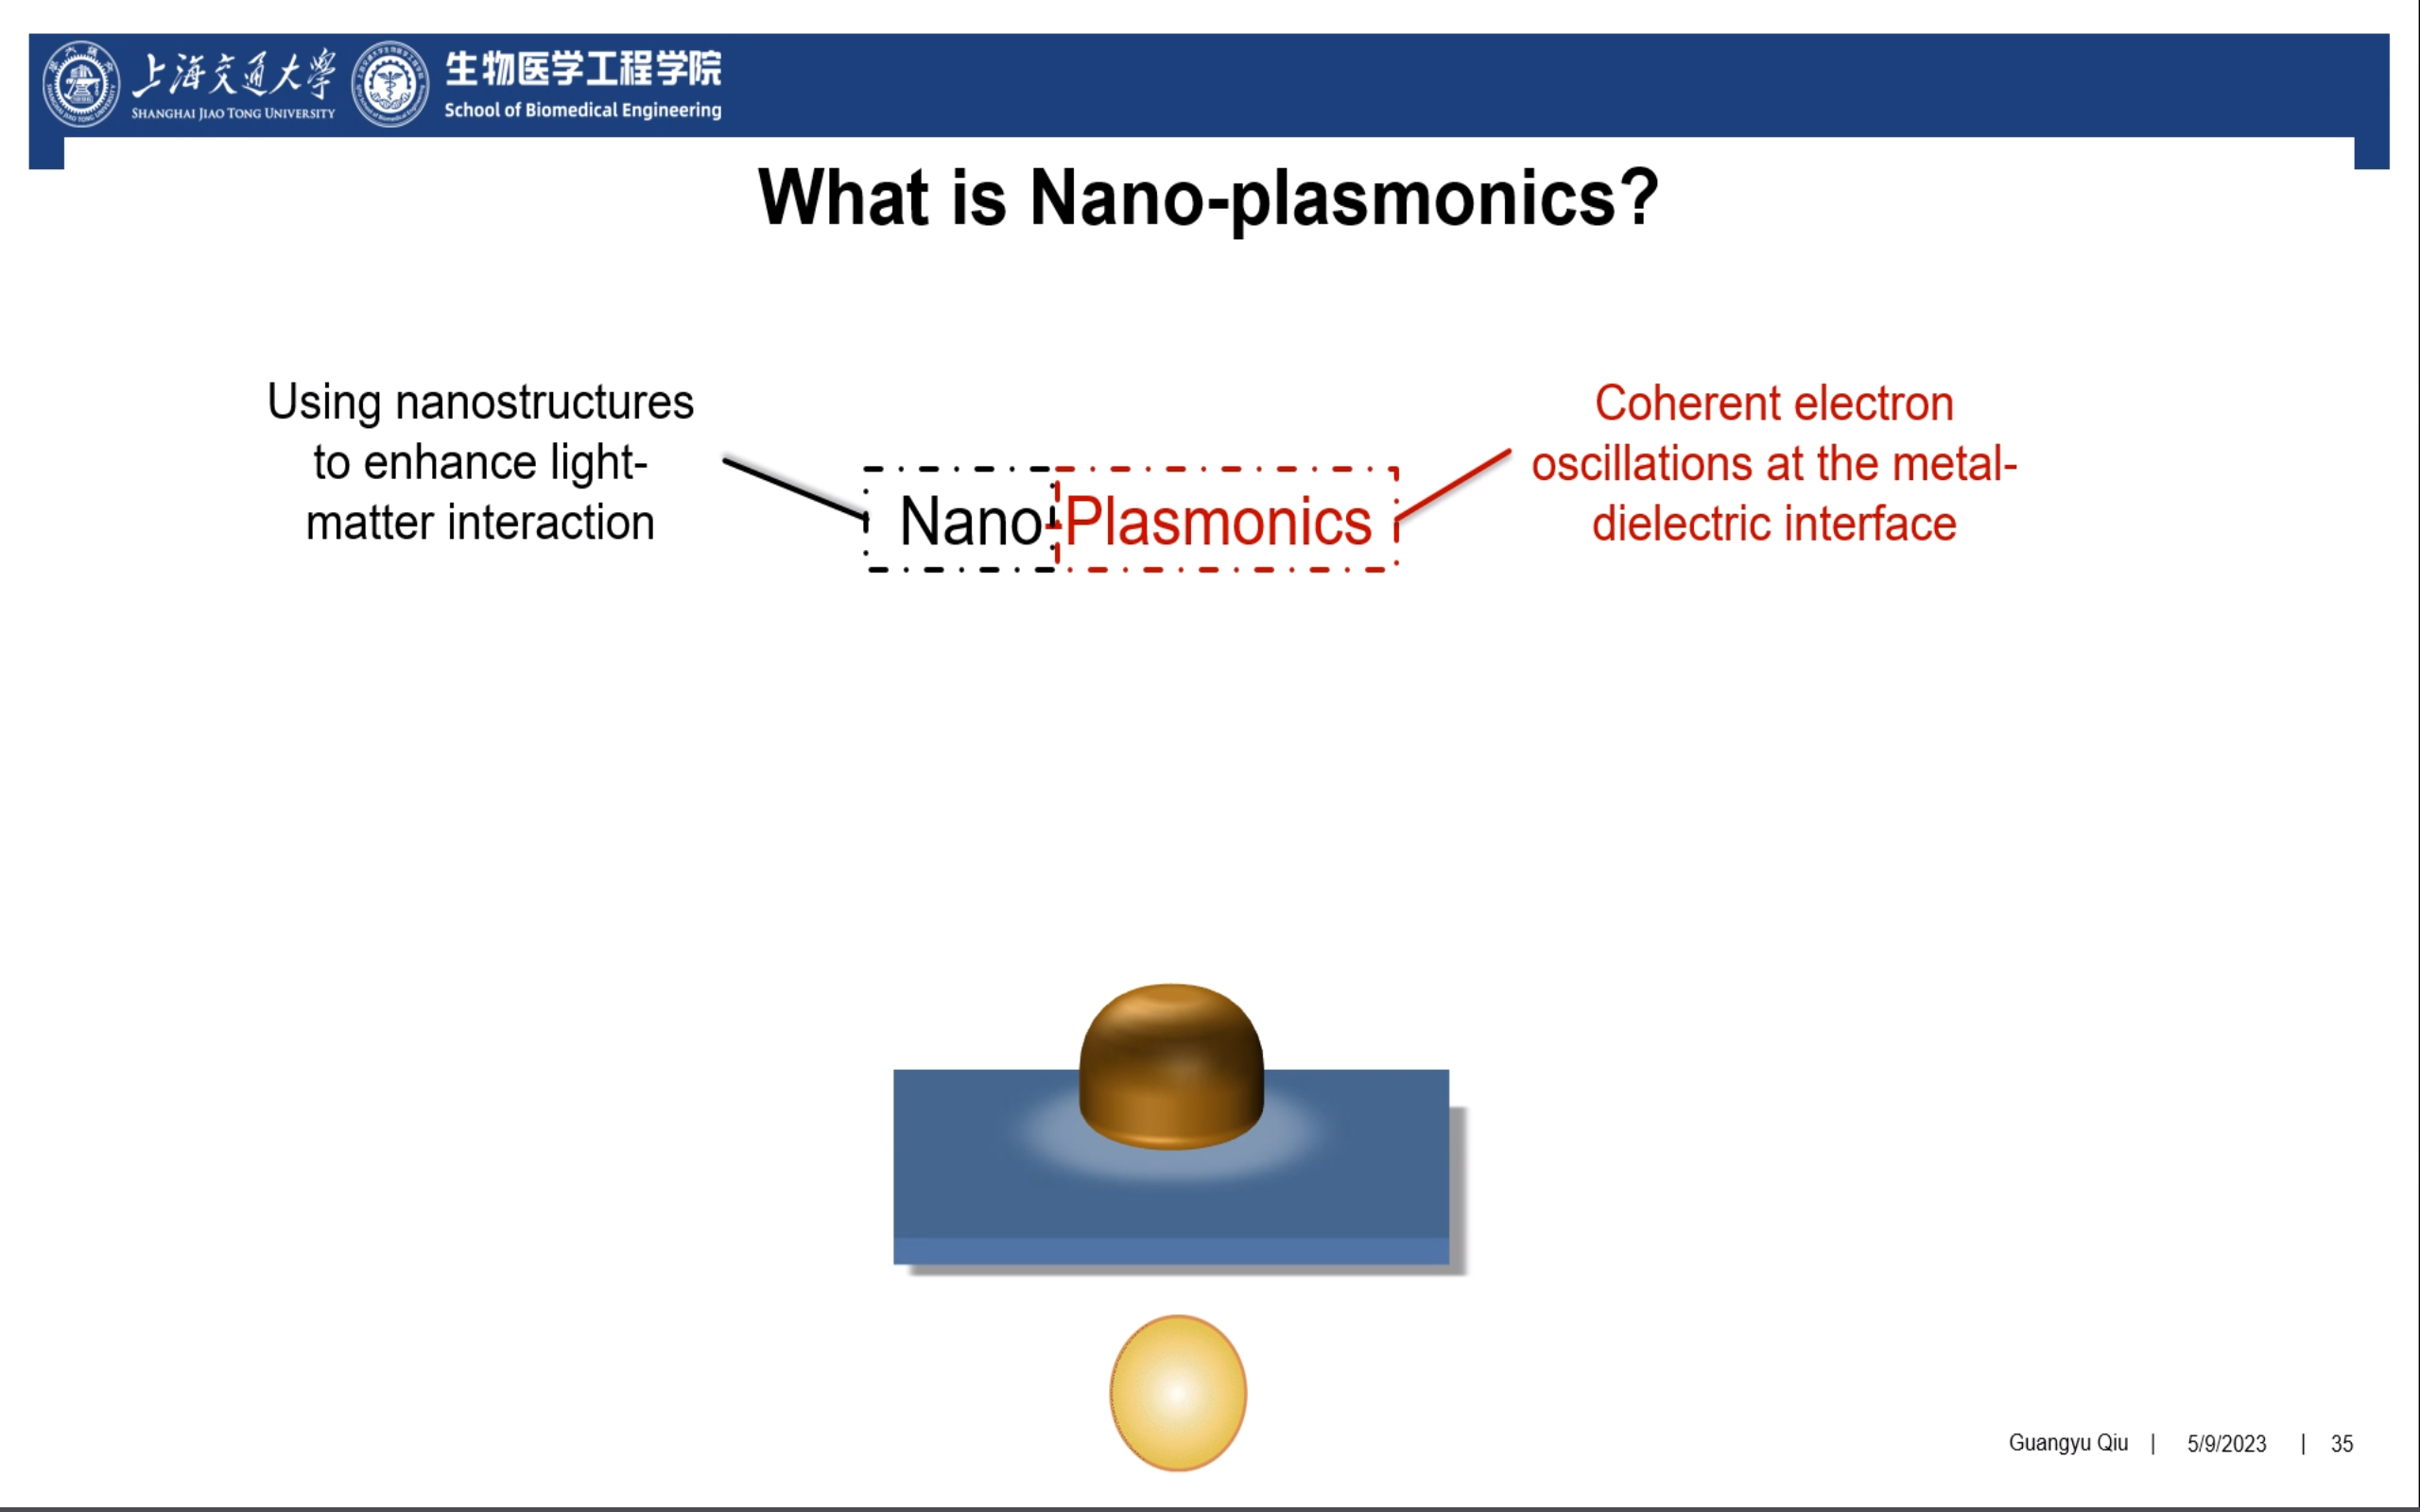 上海交通大学
SHANGHAI JIAO TONG UNIVERSITY
生物医学工程学院
School of Biomedical Engineering
What is Nano-plasmonics?
Using nanostructures
to enhance light-
matter interaction
Nano-Plasmonics
Coherent electron
oscillations at the metal-
dielectric interface
Guangyu Qiu | 5/9/2023 | 35